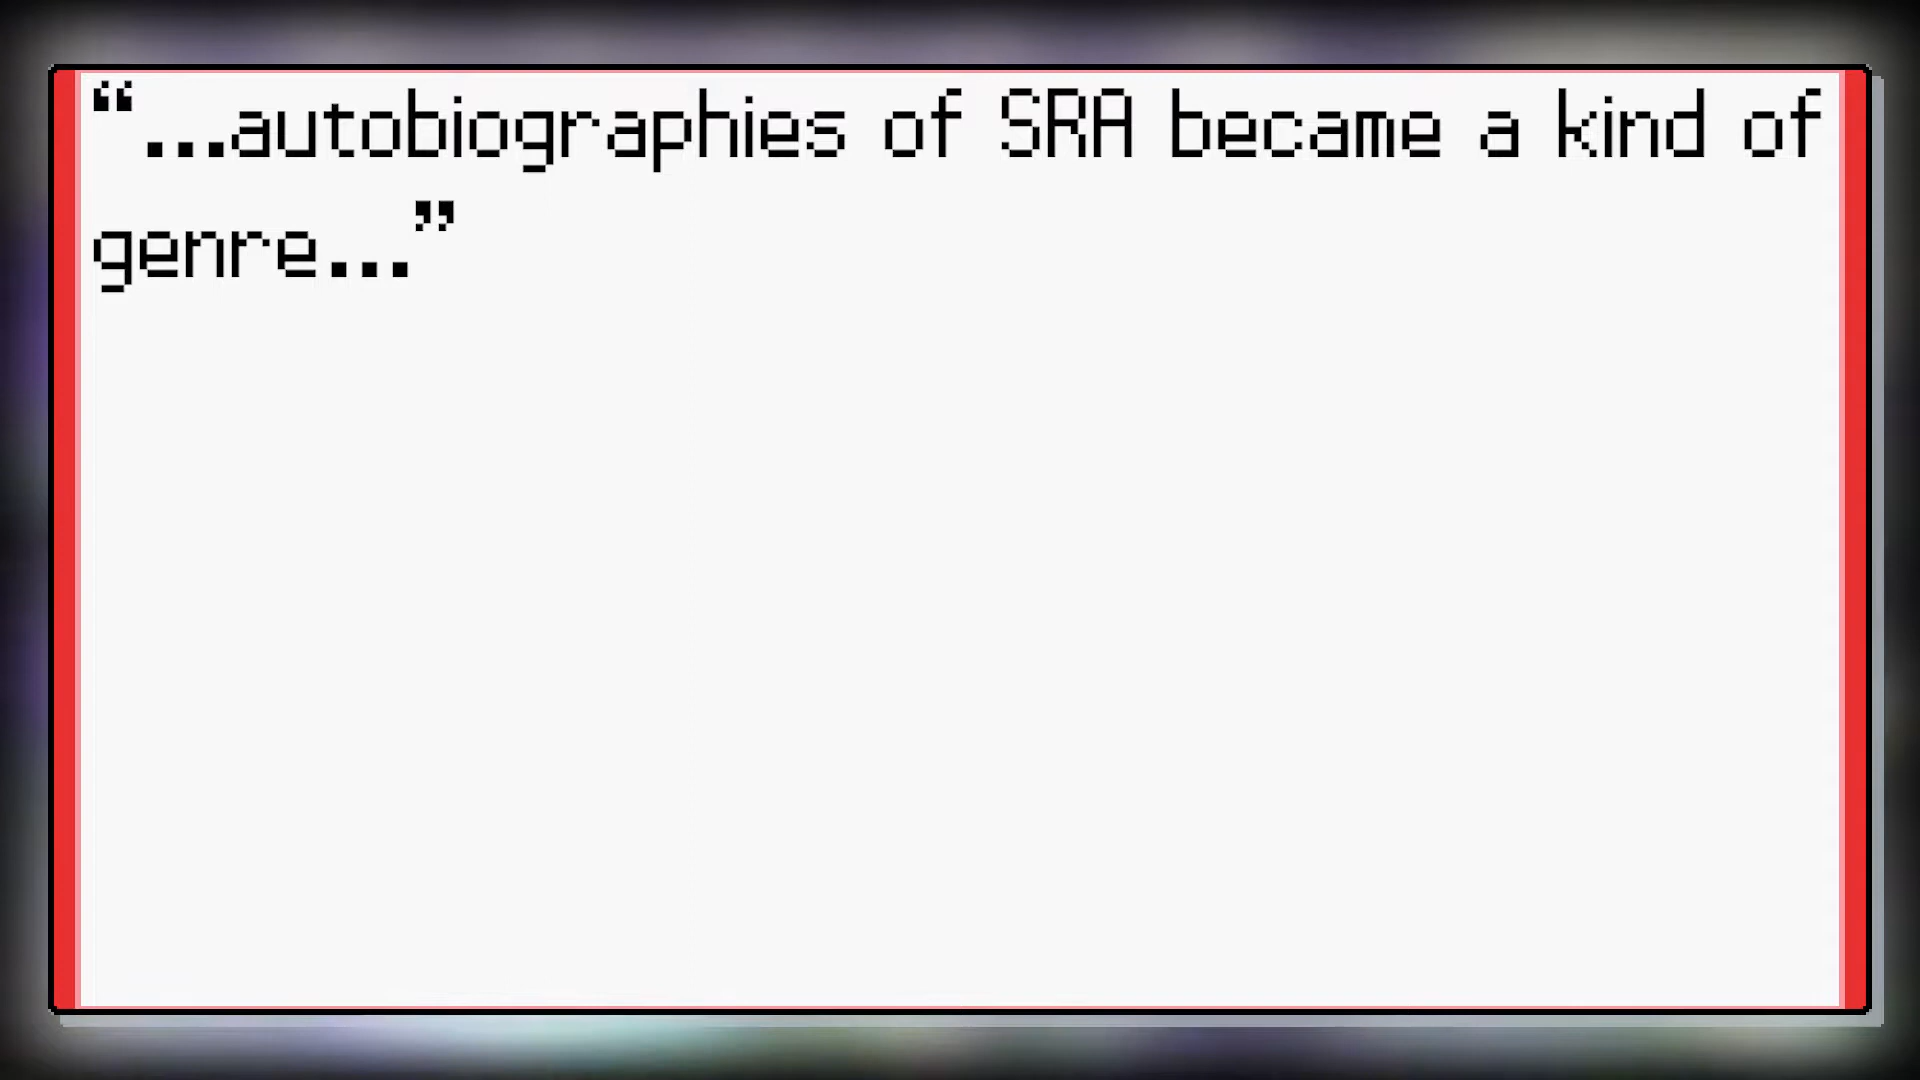 “...autobiographies of SRA became a kind of
genre...”